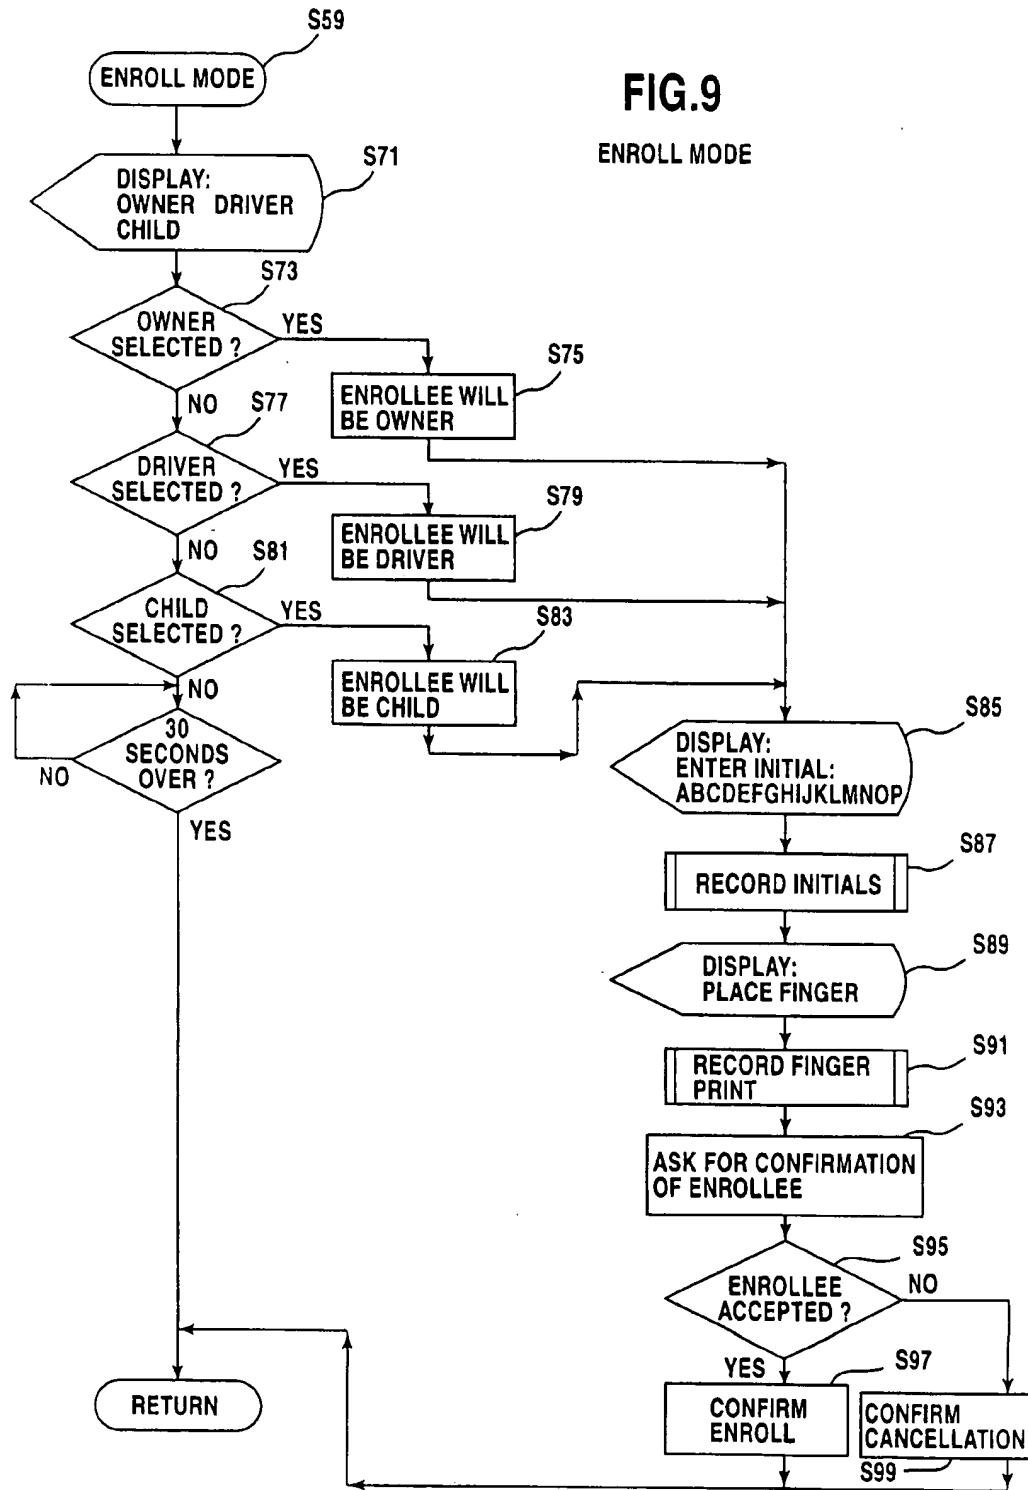 S59
ENROLL MODE
FIG.9
ENROLL MODE
S71
DISPLAY:
OWNER DRIVER
CHILD
S73
OWNER
SELECTED ?
YES
NO
S75
ENROLLEE WILL
BE OWNER
S77
DRIVER
SELECTED ?
YES
NO
S79
ENROLLEE WILL
BE DRIVER
S81
CHILD
SELECTED ?
YES
NO
S83
ENROLLEE WILL
BE CHILD
30
SECONDS
OVER ?
NO
YES
S85
DISPLAY:
ENTER INITIAL:
ABCDEFGHIJKLMNOP
S87
RECORD INITIALS
S89
DISPLAY:
PLACE FINGER
S91
RECORD FINGER
PRINT
S93
ASK FOR CONFIRMATION
OF ENROLLEE
S95
ENROLLEE
ACCEPTED ?
NO
YES
S97
CONFIRM
ENROLL
CONFIRM
CANCELLATION
S99
RETURN